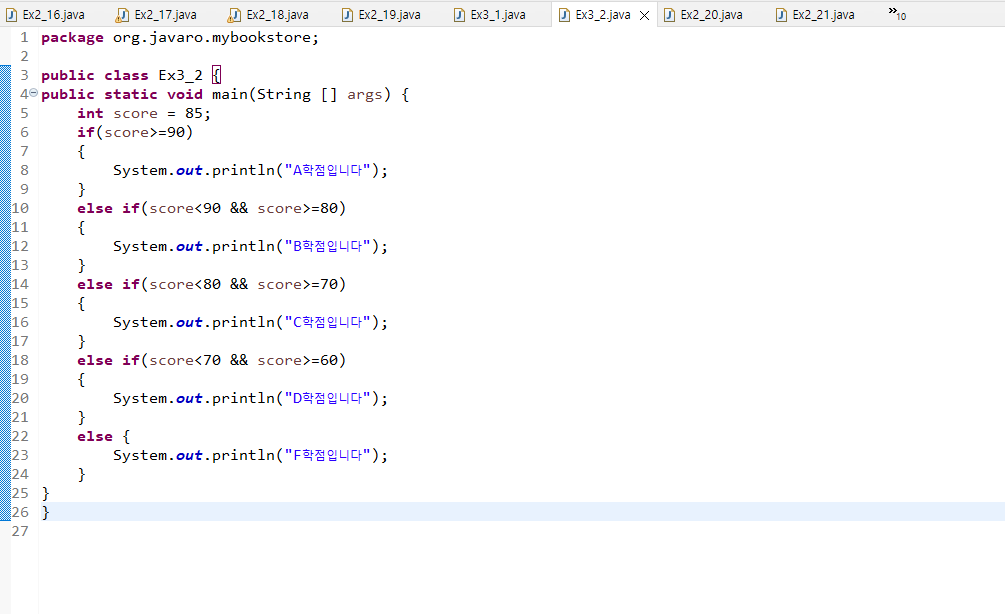 Ex2_16.java Ex2_17.java Ex2_18.java Ex2_19.java Ex3_1.java Ex3_2.java Ex2_20.java Ex2_21.java »10
1 package org.javaro.mybookstore;
2
3 public class Ex3_2 {
4 public static void main(String [] args) {
5     int score = 85;
6     if(score>=90)
7     {
8         System.out.println("A학점입니다");
9     }
10     else if(score<90 && score>=80)
11     {
12         System.out.println("B학점입니다");
13     }
14     else if(score<80 && score>=70)
15     {
16         System.out.println("C학점입니다");
17     }
18     else if(score<70 && score>=60)
19     {
20         System.out.println("D학점입니다");
21     }
22     else {
23         System.out.println("F학점입니다");
24     }
25 }
26 }
27